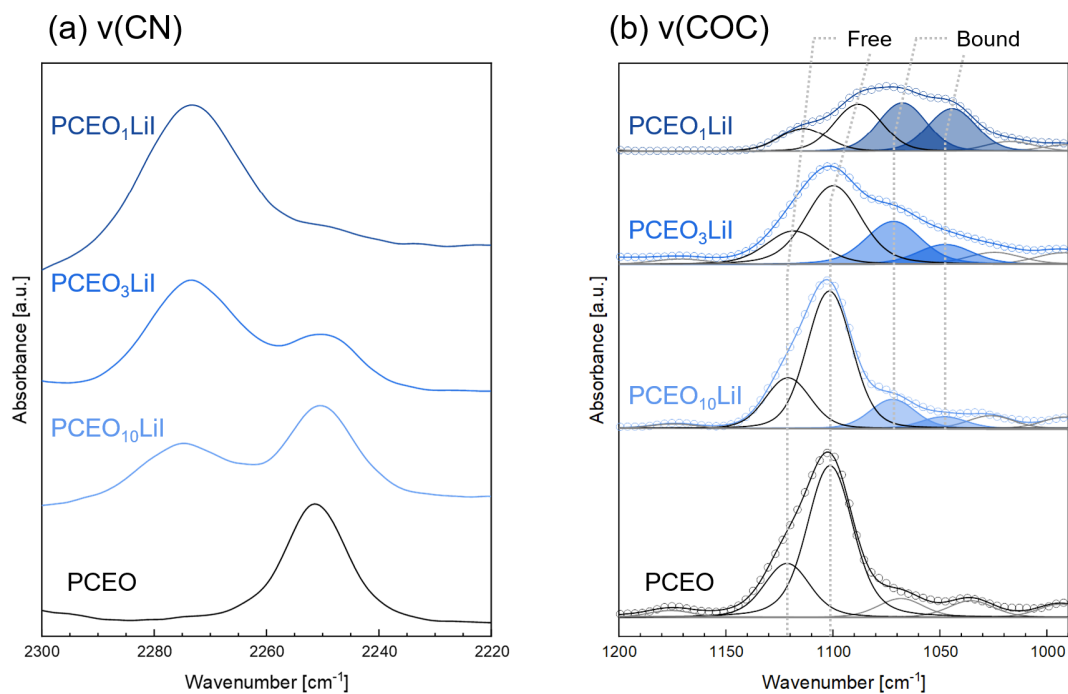 (a) ν(CN)
PCEO₁LiI
PCEO₃LiI
PCEO₁₀LiI
PCEO
Absorbance [a.u.]
2300 2280 2260 2240 2220
Wavenumber [cm⁻¹]
(b) ν(COC)
Free Bound
PCEO₁LiI
PCEO₃LiI
PCEO₁₀LiI
PCEO
Absorbance [a.u.]
1200 1150 1100 1050 1000
Wavenumber [cm⁻¹]